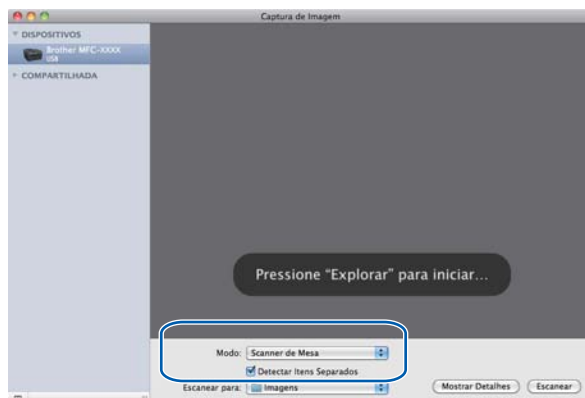 Captura de Imagem
DISPOSITIVOS
Brother MFC-XXXX
USB
COMPARTILHADA
Pressione “Explorar” para iniciar...
Modo: Scanner de Mesa
Detectar Itens Separados
Escanear para: Imagens
Mostrar Detalhes Escanear